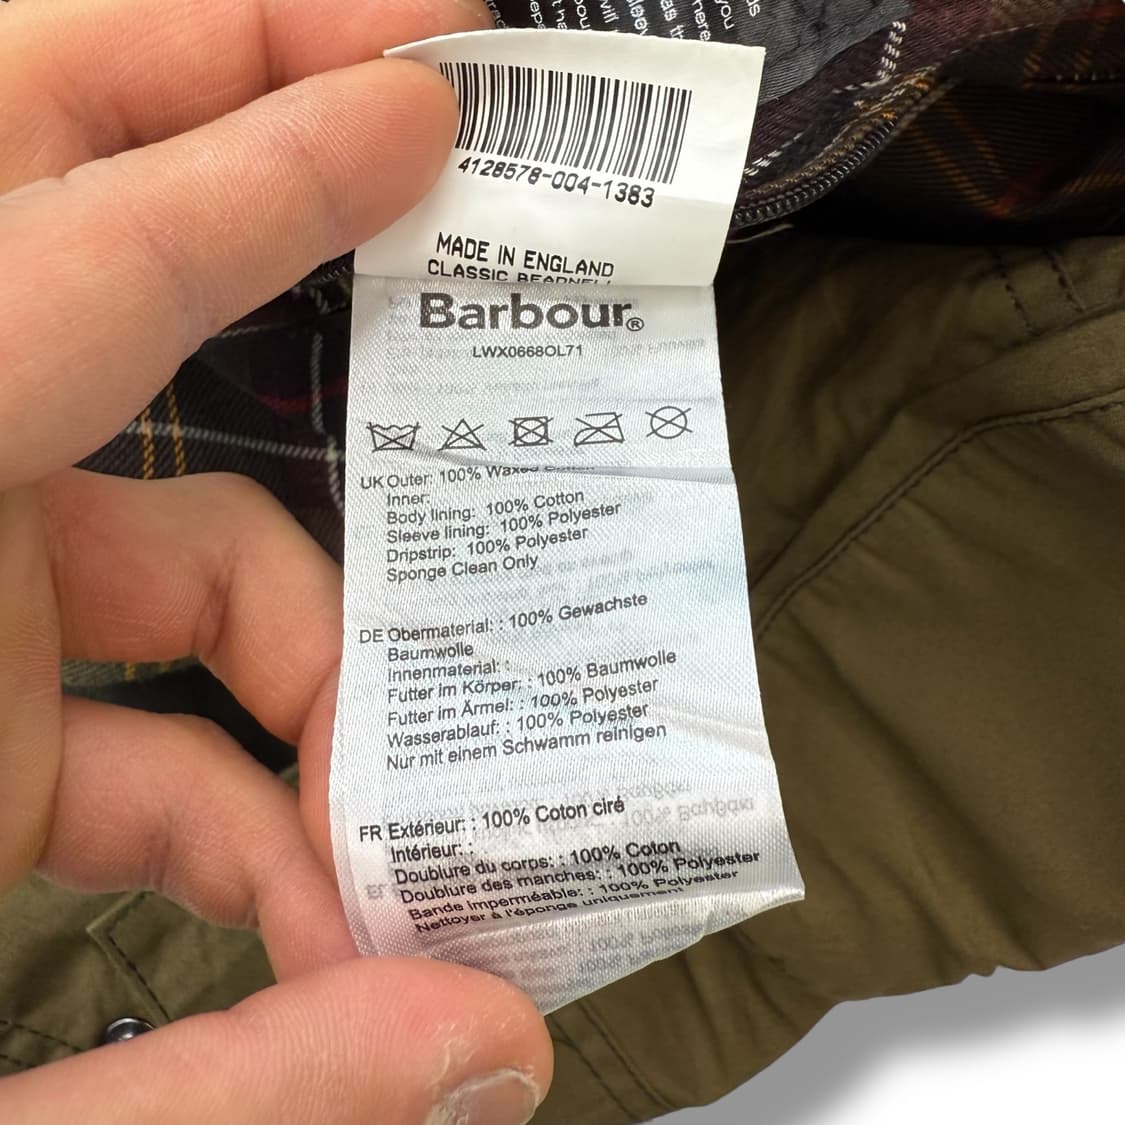 4128578-004-1383
MADE IN ENGLAND
CLASSIC BEADNELL
Barbour®
LWX0668OL71
UK Outer: 100% Waxed Cotton
Inner:
Body lining: 100% Cotton
Sleeve lining: 100% Polyester
Dripstrip: 100% Polyester
Sponge Clean Only
DE Obermaterial: : 100% Gewachste
Baumwolle
Innenmaterial: :
Futter im Körper: : 100% Baumwolle
Futter im Ärmel: : 100% Polyester
Wasserablauf: : 100% Polyester
Nur mit einem Schwamm reinigen
FR Extérieur: : 100% Coton ciré
Intérieur: :
Doublure du corps: : 100% Coton
Doublure des manches: : 100% Polyester
Bande imperméable: : 100% Polyester
Nettoyer à l'éponge uniquement